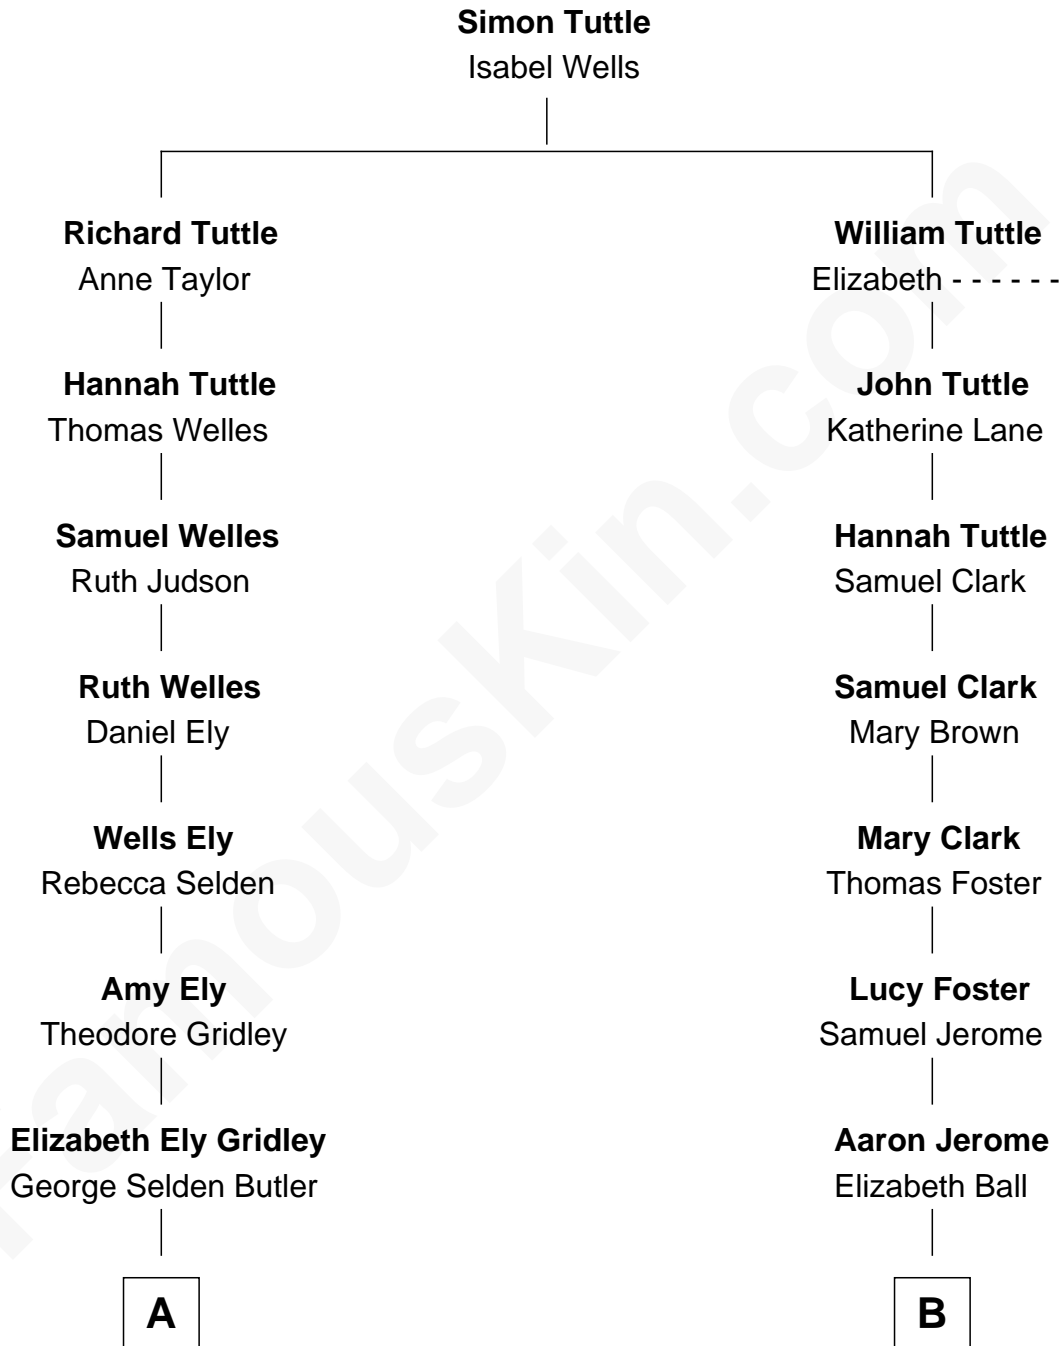 Simon Tuttle
Isabel Wells
Richard Tuttle
Anne Taylor
William Tuttle
Elizabeth - - - - - -
Hannah Tuttle
Thomas Welles
John Tuttle
Katherine Lane
Samuel Welles
Ruth Judson
Hannah Tuttle
Samuel Clark
Ruth Welles
Daniel Ely
Samuel Clark
Mary Brown
Wells Ely
Rebecca Selden
Mary Clark
Thomas Foster
Amy Ely
Theodore Gridley
Lucy Foster
Samuel Jerome
Elizabeth Ely Gridley
George Selden Butler
Aaron Jerome
Elizabeth Ball
A
B
FamousKin.com